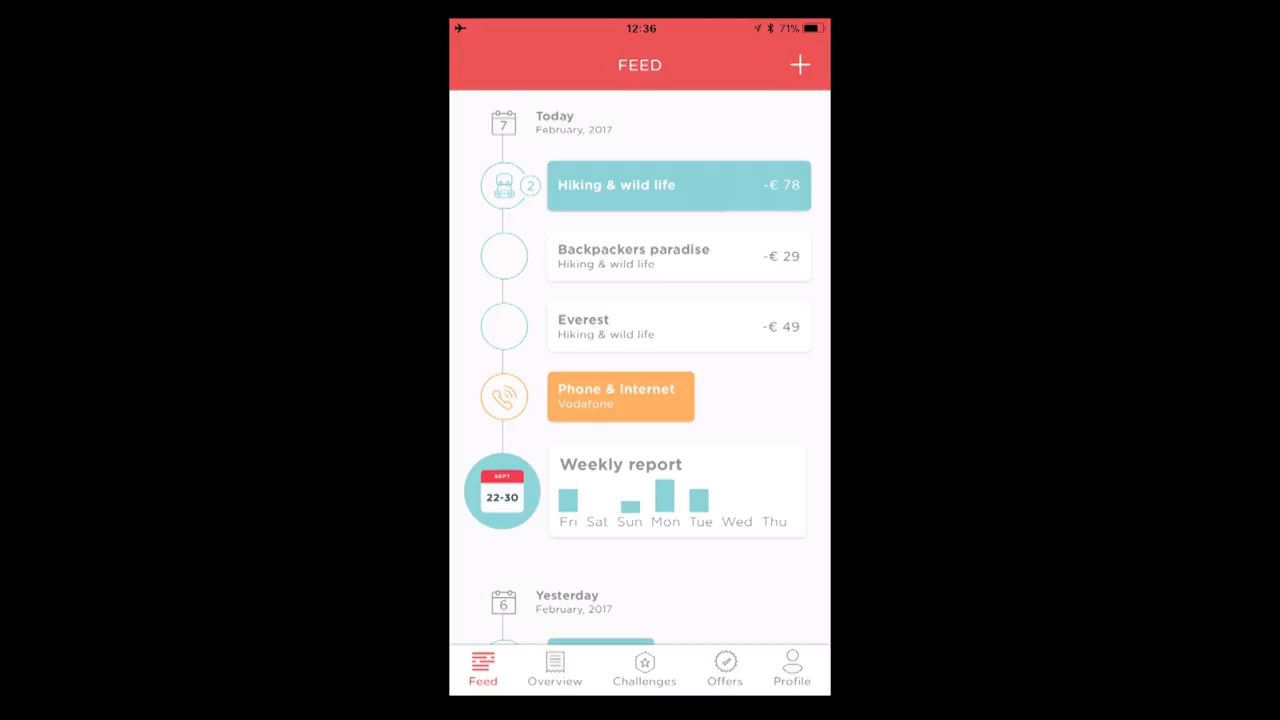 12:36
71%
FEED
7
Today
February, 2017
2
Hiking & wild life
-€ 78
Backpackers paradise
Hiking & wild life
-€ 29
Everest
Hiking & wild life
-€ 49
Phone & Internet
Vodafone
SEPT
22-30
Weekly report
Fri Sat Sun Mon Tue Wed Thu
6
Yesterday
February, 2017
Feed Overview Challenges Offers Profile